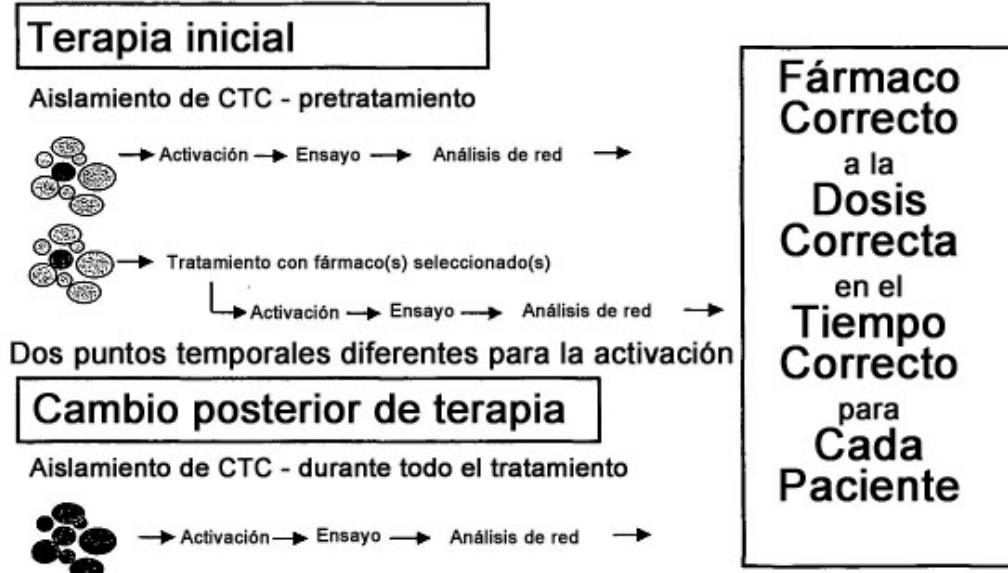 Terapia inicial
Aislamiento de CTC - pretratamiento
Activación Ensayo Análisis de red
Tratamiento con fármaco(s) seleccionado(s)
Activación Ensayo Análisis de red
Dos puntos temporales diferentes para la activación
Cambio posterior de terapia
Aislamiento de CTC - durante todo el tratamiento
Activación Ensayo Análisis de red
Fármaco
Correcto
a la
Dosis
Correcta
en el
Tiempo
Correcto
para
Cada
Paciente